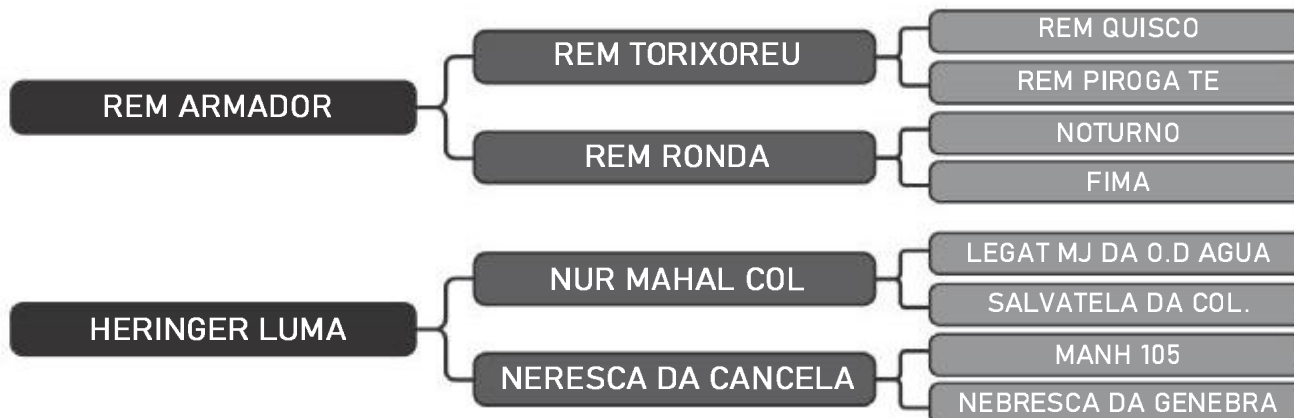 REM ARMADOR
REM TORIXOREU
REM QUISCO
REM PIROGA TE
REM RONDA
NOTURNO
FIMA
HERINGER LUMA
NUR MAHAL COL
LEGAT MJ DA O.D AGUA
SALVATELA DA COL.
NERESCA DA CANCELA
MANH 105
NEBRESCA DA GENEBRA